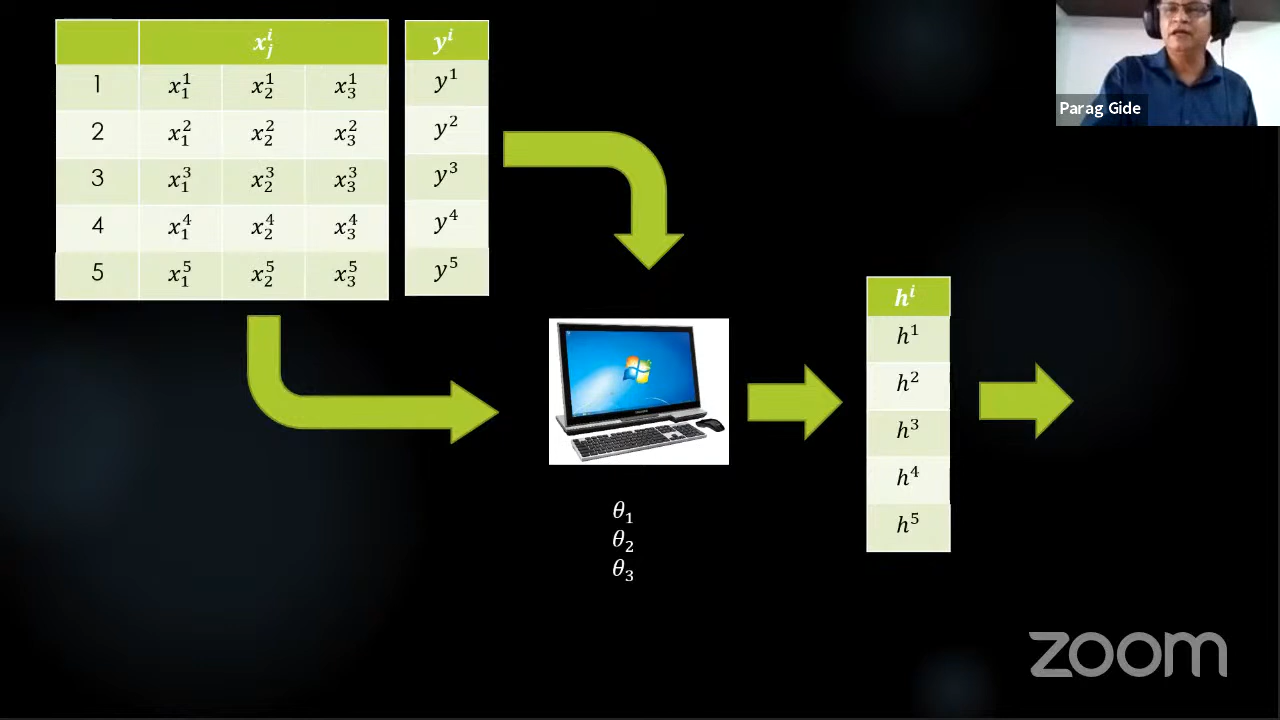 x_j^i y^i
1 x_1^1 x_2^1 x_3^1 y^1
2 x_1^2 x_2^2 x_3^2 y^2
3 x_1^3 x_2^3 x_3^3 y^3
4 x_1^4 x_2^4 x_3^4 y^4
5 x_1^5 x_2^5 x_3^5 y^5
Parag Gide
h^i
h^1
h^2
h^3
h^4
h^5
θ_1
θ_2
θ_3
zoom